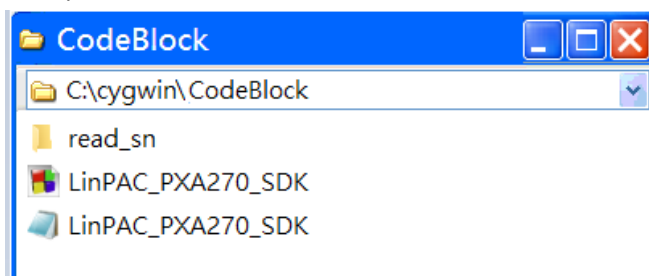 CodeBlock
C:\cygwin\CodeBlock
read_sn
LinPAC_PXA270_SDK
LinPAC_PXA270_SDK